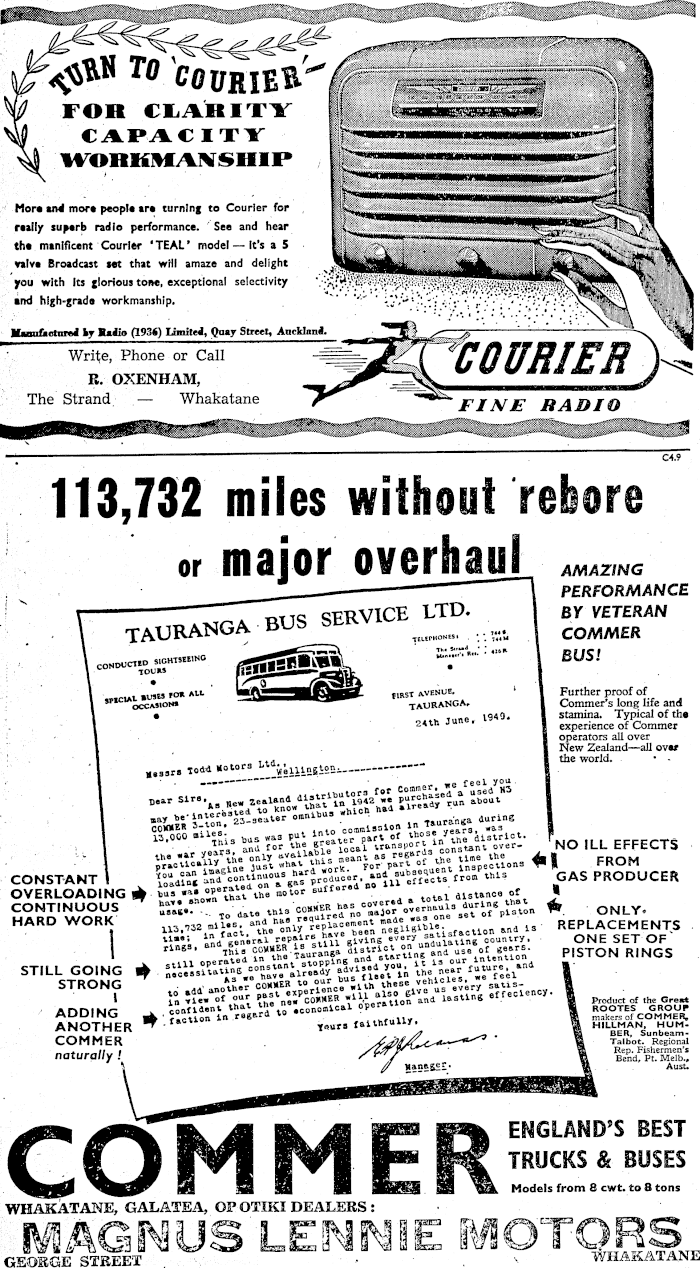 TURN TO 'COURIER'—
FOR CLARITY
CAPACITY
WORKMANSHIP
More and more people are turning to Courier for
really superb radio performance. See and hear
the manificent Courier 'TEAL' model — it's a 5
valve Broadcast set that will amaze and delight
you with its glorious tone, exceptional selectivity
and high-grade workmanship.
Manufactured by Radio (1936) Limited, Quay Street, Auckland.
Write, Phone or Call
R. OXENHAM,
The Strand — Whakatane
COURIER
FINE RADIO
C4.9
113,732 miles without rebore
or major overhaul
AMAZING
PERFORMANCE
BY VETERAN
COMMER
BUS!
Further proof of
Commer's long life and
stamina. Typical of the
experience of Commer
operators all over
New Zealand—all over
the world.
TAURANGA BUS SERVICE LTD.
CONDUCTED SIGHTSEEING
TOURS
SPECIAL BUSES FOR ALL
OCCASIONS
TELEPHONES:
The Strand
Manager's Res.
FIRST AVENUE,
TAURANGA,
24th June, 1949.
Messrs Todd Motors Ltd.,
Wellington.
Dear Sirs,
As New Zealand distributors for Commer, we feel you
may be interested to know that in 1942 we purchased a used N3
COMMER 3-ton, 23-seater omnibus which had already run about
13,000 miles.
This bus was put into commission in Tauranga during
the war years, and for the greater part of those years, was
practically the only available local transport in the district.
You can imagine just what this meant as regards constant over-
loading and continuous hard work. For part of the time the
bus was operated on a gas producer, and subsequent inspections
have shown that the motor suffered no ill effects from this
usage.
To date this COMMER has covered a total distance of
113,732 miles, and has required no major overhauls during that
time; in fact, the only replacement made was one set of piston
rings, and general repairs have been negligible.
This COMMER is still giving every satisfaction and is
still operated in the Tauranga district on undulating country,
necessitating constant stopping and starting and use of gears.
As we have already advised you, it is our intention
to add another COMMER to our bus fleet in the near future, and
in view of our past experience with these vehicles, we feel
confident that the new COMMER will also give us every satis-
faction in regard to economical operation and lasting effeciency.
Yours faithfully,
Manager.
CONSTANT
OVERLOADING
CONTINUOUS
HARD WORK
STILL GOING
STRONG
ADDING
ANOTHER
COMMER
naturally!
NO ILL EFFECTS
FROM
GAS PRODUCER
ONLY
REPLACEMENTS
ONE SET OF
PISTON RINGS
Product of the Great
ROOTES GROUP
makers of COMMER,
HILLMAN, HUM-
BER, Sunbeam-
Talbot. Regional
Rep. Fishermen's
Bend, Pt. Melb.,
Aust.
COMMER
ENGLAND'S BEST
TRUCKS & BUSES
Models from 8 cwt. to 8 tons
WHAKATANE, GALATEA, OPOTIKI DEALERS:
MAGNUS LENNIE MOTORS
GEORGE STREET WHAKATANE